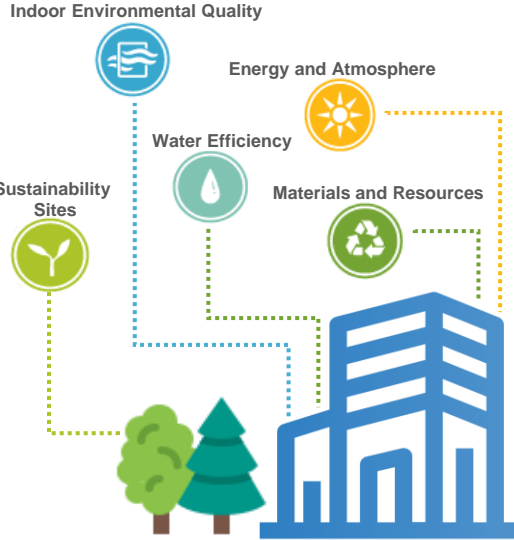 Indoor Environmental Quality
Energy and Atmosphere
Water Efficiency
Sustainability
Sites
Materials and Resources